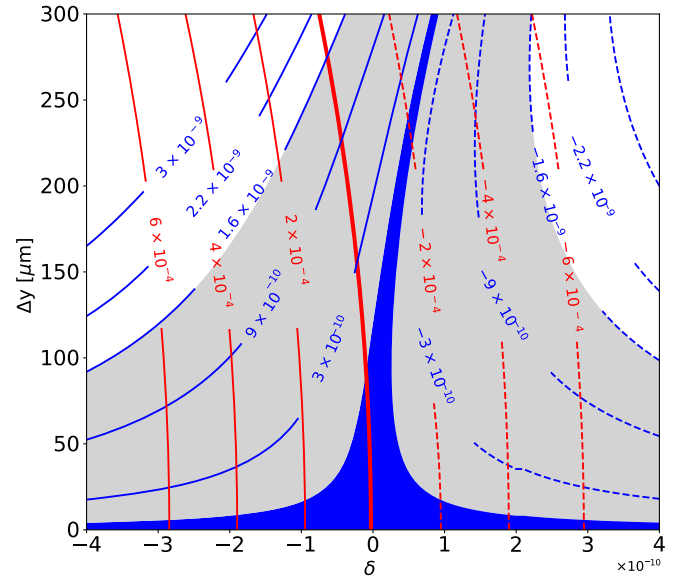 300
250
200
150
100
50
0
Δy [μm]
−4
−3
−2
−1
0
1
2
3
4
δ
×10⁻¹⁰
3 × 10⁻⁹
2.2 × 10⁻⁹
1.6 × 10⁻⁹
9 × 10⁻¹⁰
3 × 10⁻¹⁰
6 × 10⁻⁴
4 × 10⁻⁴
2 × 10⁻⁴
−2 × 10⁻⁴
−4 × 10⁻⁴
−6 × 10⁻⁴
−3 × 10⁻¹⁰
−9 × 10⁻¹⁰
−1.6 × 10⁻⁹
−2.2 × 10⁻⁹